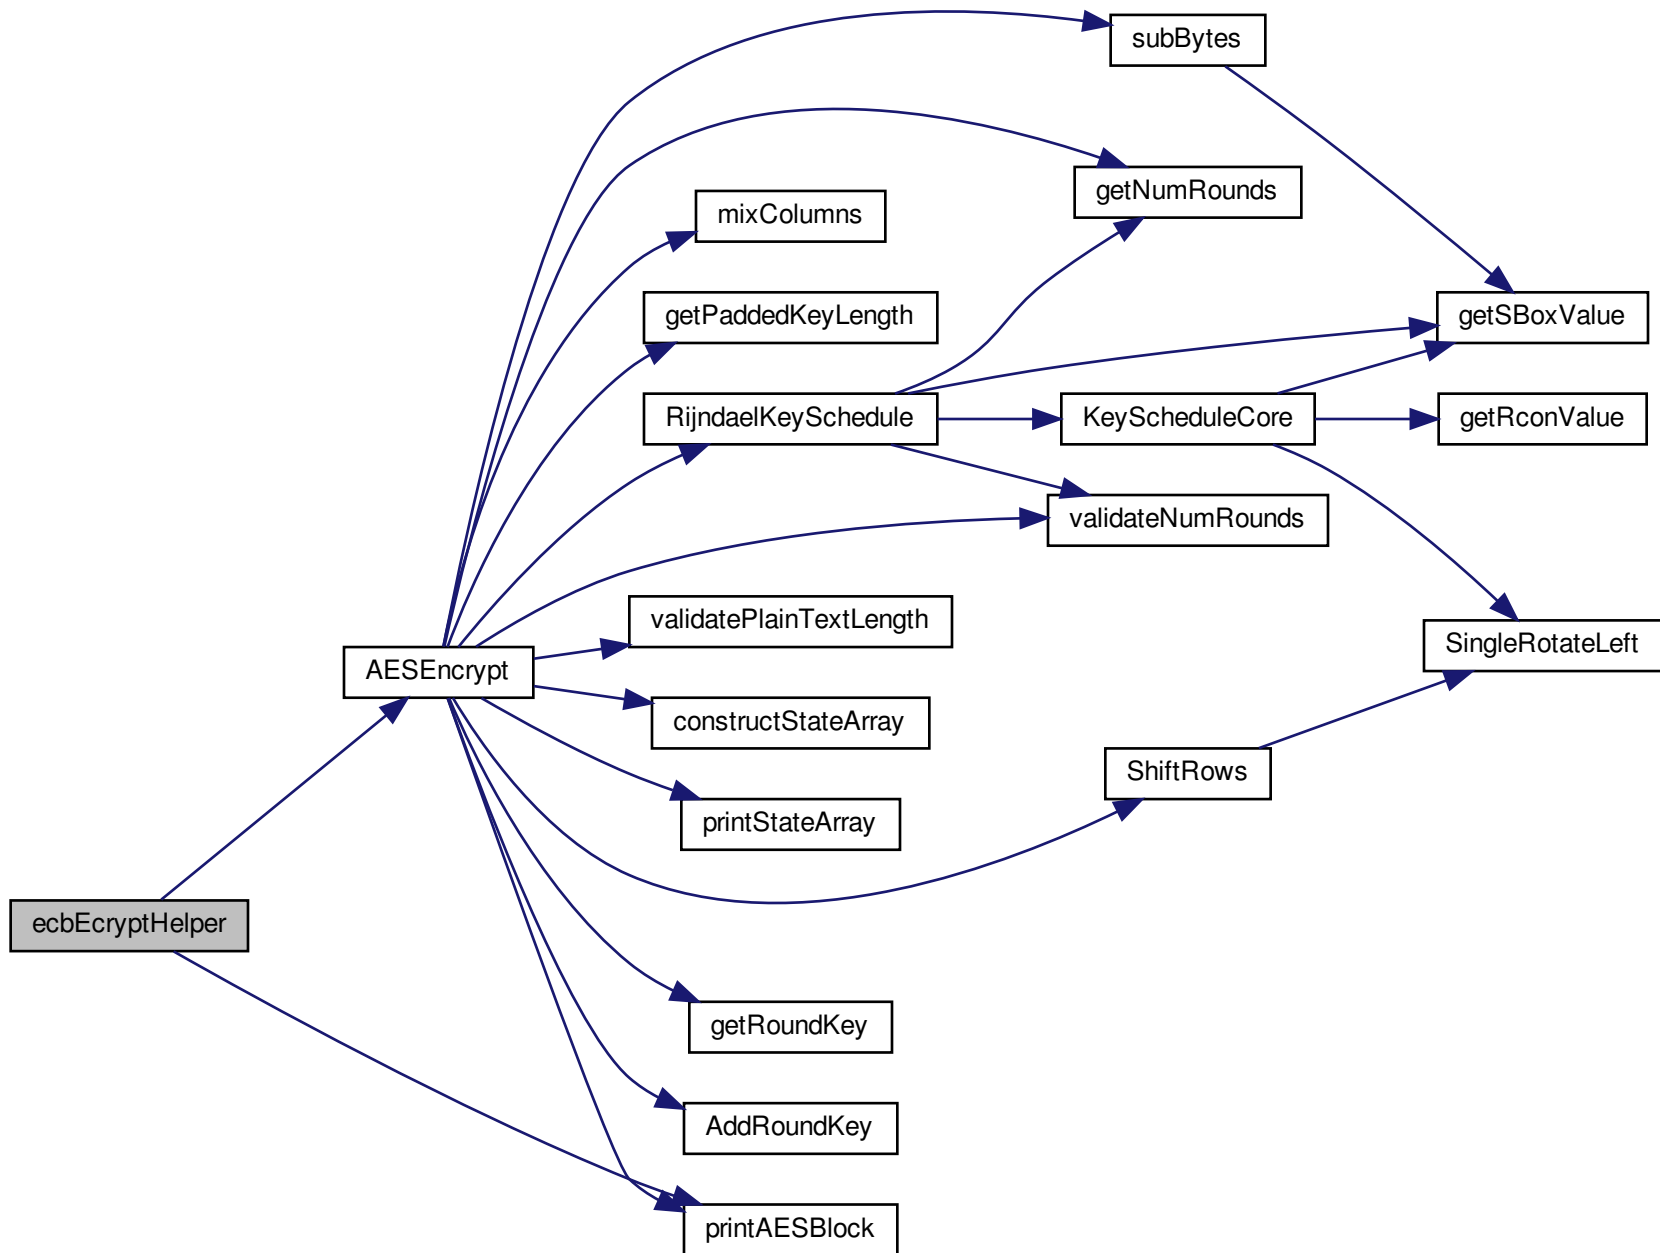 subBytes
getNumRounds
mixColumns
getPaddedKeyLength
getSBoxValue
RijndaelKeySchedule
KeyScheduleCore
getRconValue
validateNumRounds
validatePlainTextLength
AESEncrypt
SingleRotateLeft
constructStateArray
ShiftRows
printStateArray
ecbEcryptHelper
getRoundKey
AddRoundKey
printAESBlock